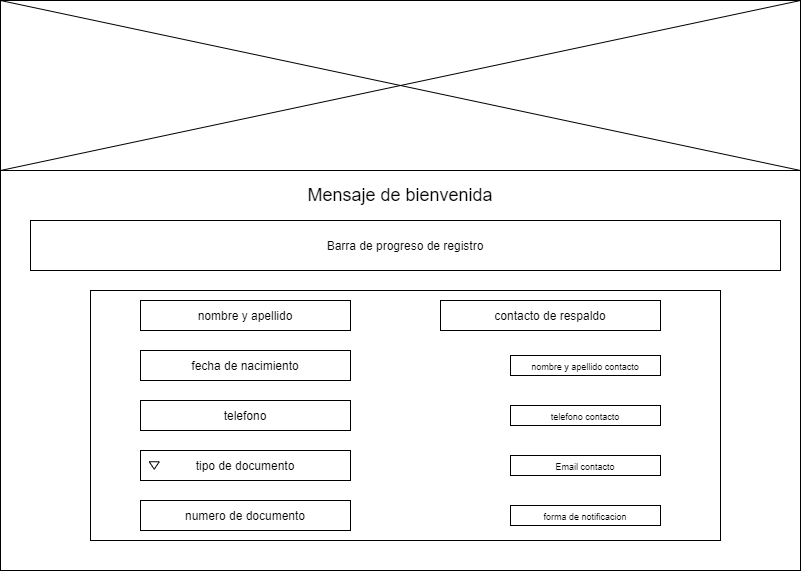 Mensaje de bienvenida
Barra de progreso de registro
nombre y apellido
fecha de nacimiento
telefono
tipo de documento
numero de documento
contacto de respaldo
nombre y apellido contacto
telefono contacto
Email contacto
forma de notificacion